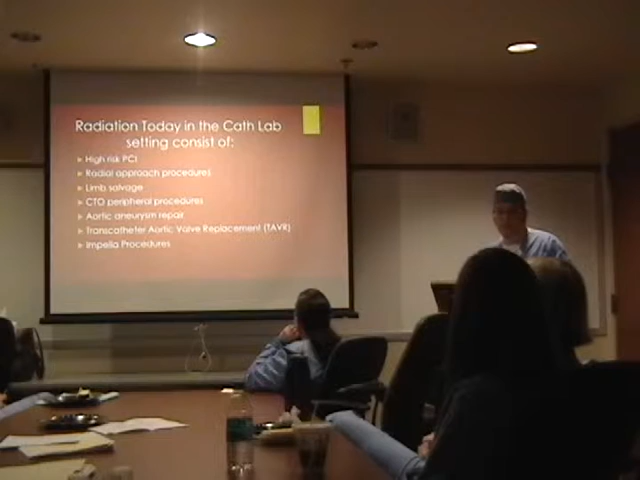 Radiation Today in the Cath Lab
setting consist of:
High risk PCI
Radial approach procedures
Limb salvage
CTO peripheral procedures
Aortic aneurysm repair
Transcatheter Aortic Valve Replacement (TAVR)
Impella Procedures